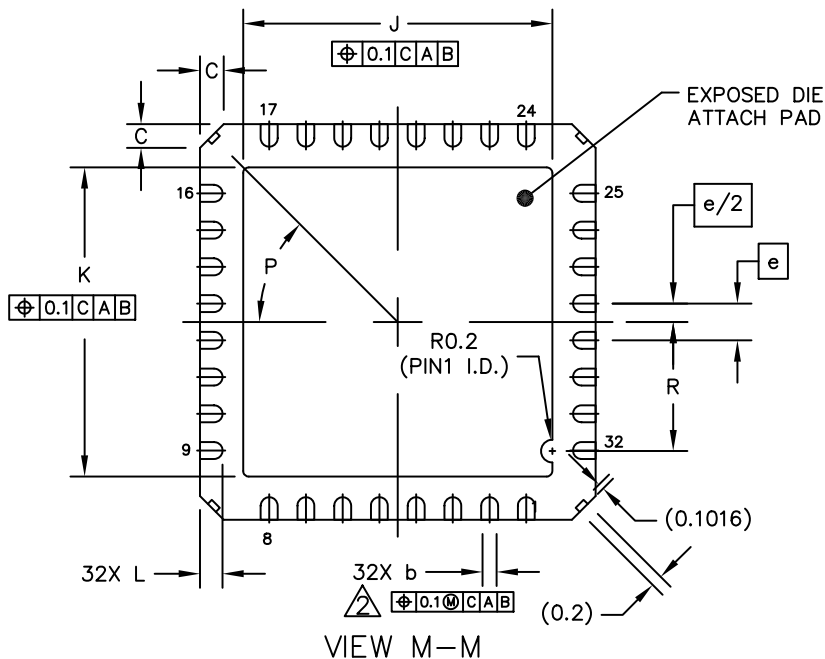 J
⌖ 0.1 C A B
C
17
24
EXPOSED DIE
ATTACH PAD
C
16
25
e/2
P
e
K
⌖ 0.1 C A B
R0.2
(PIN1 I.D.)
R
9
32
1
(0.1016)
8
32X L
32X b
2
⌖ 0.1 Ⓜ C A B
(0.2)
VIEW M-M